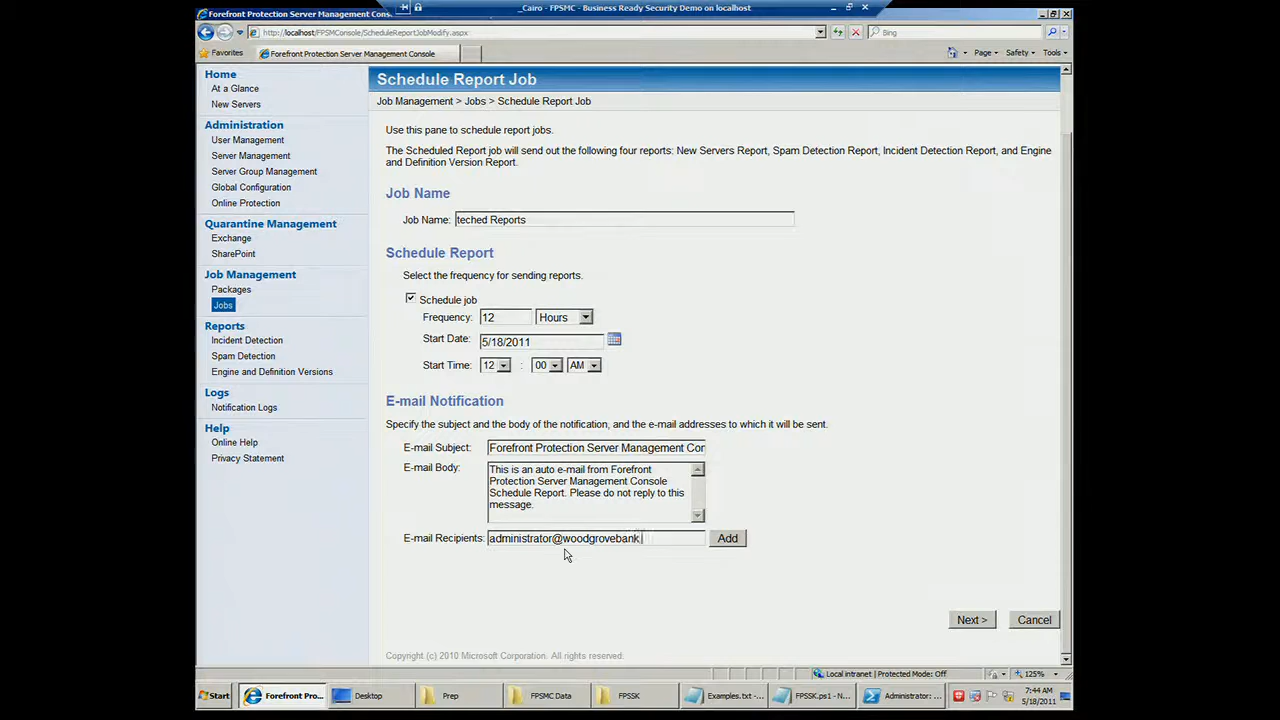 _Cairo - FPSMC - Business Ready Security Demo on localhost
Forefront Protection Server Management Cons
http://localhost/FPSMConsole/ScheduleReportJobModify.aspx
Bing
Favorites
Forefront Protection Server Management Console
Page
Safety
Tools
Home
At a Glance
New Servers
Administration
User Management
Server Management
Server Group Management
Global Configuration
Online Protection
Quarantine Management
Exchange
SharePoint
Job Management
Packages
Jobs
Reports
Incident Detection
Spam Detection
Engine and Definition Versions
Logs
Notification Logs
Help
Online Help
Privacy Statement
Schedule Report Job
Job Management > Jobs > Schedule Report Job
Use this pane to schedule report jobs.
The Scheduled Report job will send out the following four reports: New Servers Report, Spam Detection Report, Incident Detection Report, and Engine
and Definition Version Report.
Job Name
Job Name: teched Reports
Schedule Report
Select the frequency for sending reports.
Schedule job
Frequency: 12 Hours
Start Date: 5/18/2011
Start Time: 12 : 00 AM
E-mail Notification
Specify the subject and the body of the notification, and the e-mail addresses to which it will be sent.
E-mail Subject: Forefront Protection Server Management Con
E-mail Body: This is an auto e-mail from Forefront
Protection Server Management Console
Schedule Report. Please do not reply to this
message.
E-mail Recipients: administrator@woodgrovebank. Add
Next > Cancel
Copyright (c) 2010 Microsoft Corporation. All rights reserved.
Local intranet | Protected Mode: Off
125%
Start
Forefront Pro...
Desktop
Prep
FPSMC Data
FPSSK
Examples.txt -...
FPSSK.ps1 - N...
Administrator: ...
7:44 AM
5/18/2011